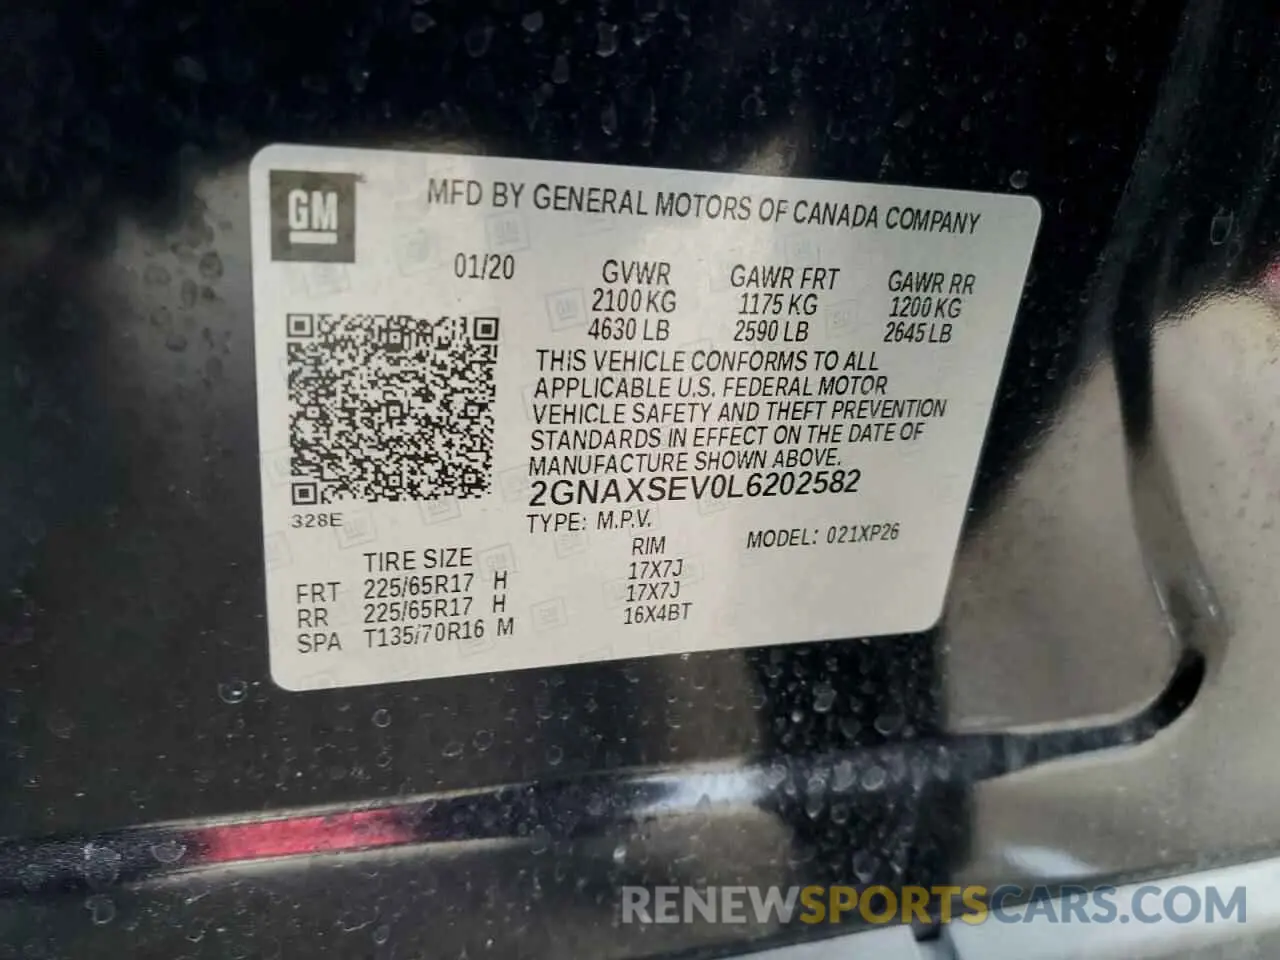 GM
MFD BY GENERAL MOTORS OF CANADA COMPANY
01/20
GVWR GAWR FRT GAWR RR
2100 KG 1175 KG 1200 KG
4630 LB 2590 LB 2645 LB
THIS VEHICLE CONFORMS TO ALL
APPLICABLE U.S. FEDERAL MOTOR
VEHICLE SAFETY AND THEFT PREVENTION
STANDARDS IN EFFECT ON THE DATE OF
MANUFACTURE SHOWN ABOVE.
2GNAXSEV0L6202582
328E
TYPE: M.P.V. MODEL: 021XP26
TIRE SIZE RIM
FRT 225/65R17 H 17X7J
RR 225/65R17 H 17X7J
SPA T135/70R16 M 16X4BT
RENEWSPORTSCARS.COM